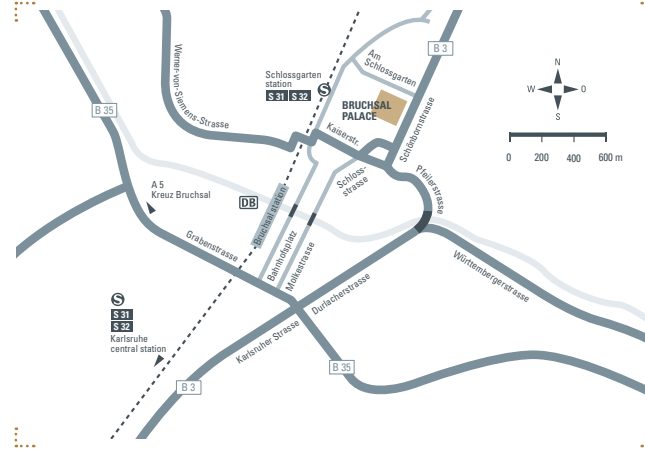 B 3
Am
Schlossgarten
Schlossgarten
station
S
S 31 S 32
BRUCHSAL
PALACE
Werner-von-Siemens-Strasse
Kaiserstr.
Schönbornstrasse
N
W
O
S
0 200 400 600 m
B 35
Schloss-
strasse
Pfeilerstrasse
A 5
Kreuz Bruchsal
DB
Bruchsal station
Grabenstrasse
Bahnhofsplatz
Molkestrasse
Württembergerstrasse
Durlacherstrasse
Karlsruher Strasse
S
S 31
S 32
Karlsruhe
central station
B 35
B 3